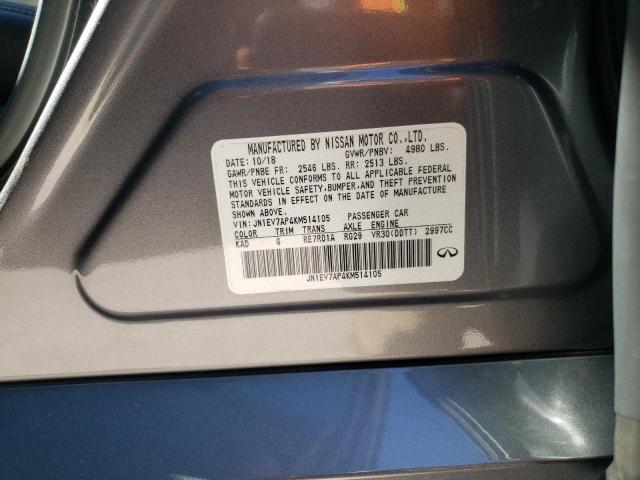 MANUFACTURED BY NISSAN MOTOR CO.,LTD.
DATE: 10/18 GVWR/PNBV: 4980 LBS.
GAWR/PNBE FR: 2546 LBS. RR: 2513 LBS.
THIS VEHICLE CONFORMS TO ALL APPLICABLE FEDERAL
MOTOR VEHICLE SAFETY,BUMPER,AND THEFT PREVENTION
STANDARDS IN EFFECT ON THE DATE OF MANUFACTURE
SHOWN ABOVE.
VIN: JN1EV7AP4KM514105 PASSENGER CAR
COLOR TRIM TRANS AXLE ENGINE
KAD G RE7R01A RG29 VR30(DDTT) 2997CC
JN1EV7AP4KM514105